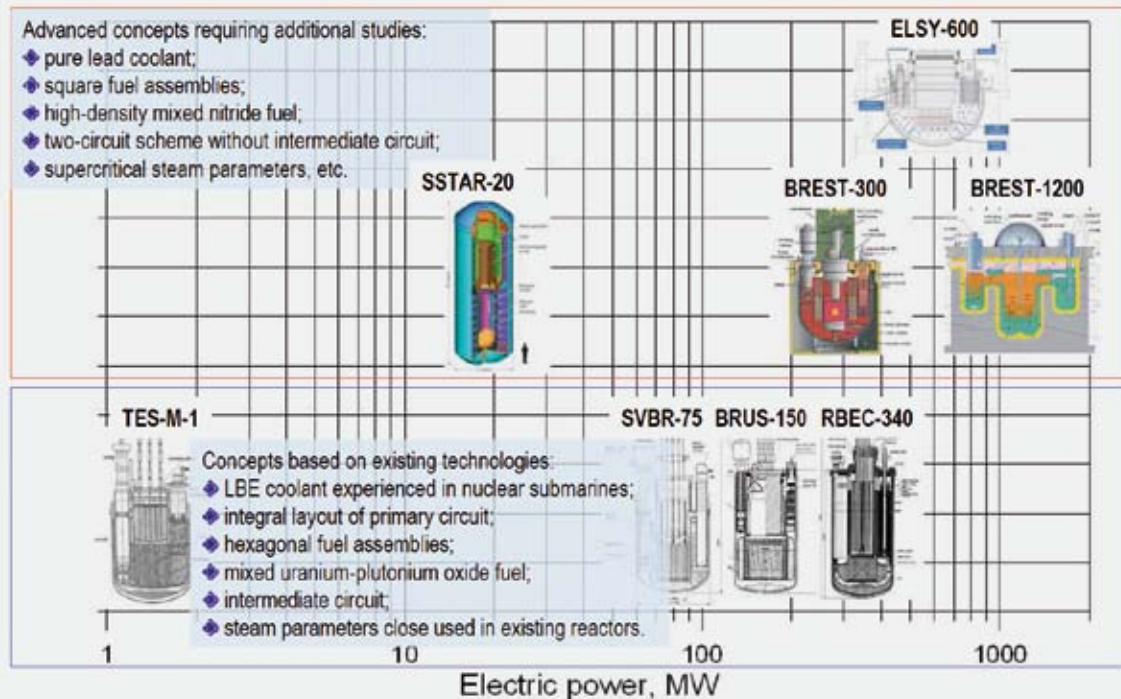 Advanced concepts requiring additional studies:
pure lead coolant;
square fuel assemblies;
high-density mixed nitride fuel;
two-circuit scheme without intermediate circuit;
supercritical steam parameters, etc.
ELSY-600
SSTAR-20
BREST-300
BREST-1200
TES-M-1
SVBR-75
BRUS-150
RBEC-340
Concepts based on existing technologies:
LBE coolant experienced in nuclear submarines;
integral layout of primary circuit;
hexagonal fuel assemblies;
mixed uranium-plutonium oxide fuel;
intermediate circuit;
steam parameters close used in existing reactors.
1 10 100 1000
Electric power, MW